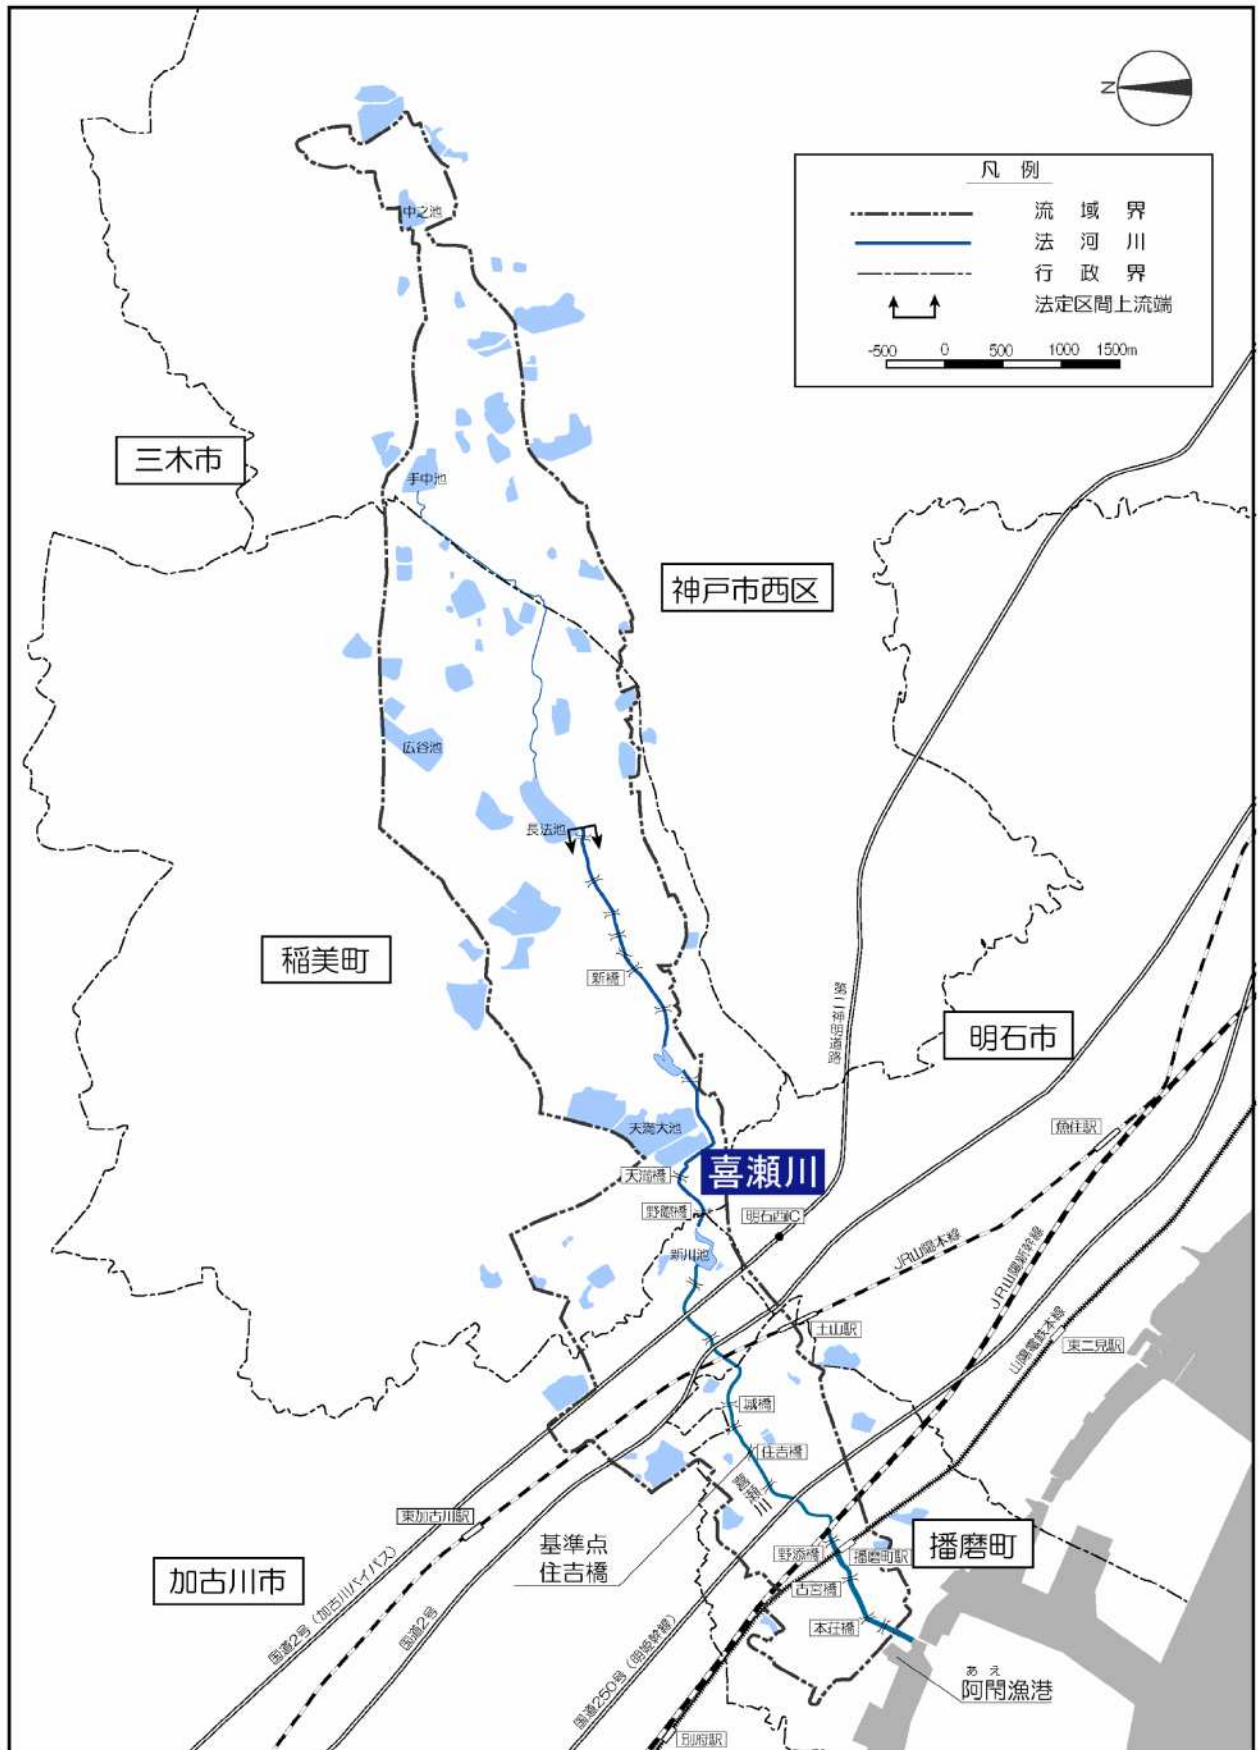 N
凡 例
流 域 界
法 河 川
行 政 界
法定区間上流端
-500 0 500 1000 1500m
中之池
三木市
手中池
神戸市西区
広谷池
長法池
稲美町
新橋
第二神明道路
明石市
天満大池
魚住駅
喜瀬川
天満橋
明石西IC
新川池
JR山陽本線
JR山陽新幹線
土山駅
山陽電鉄本線
東二見駅
城橋
住吉橋
喜瀬川
東加古川駅
基準点
住吉橋
野添橋
播磨町駅
播磨町
加古川市
国道2号(加古川バイパス)
国道2号
古宮橋
本荘橋
国道250号(明姫幹線)
あえ
阿閇漁港
別府駅